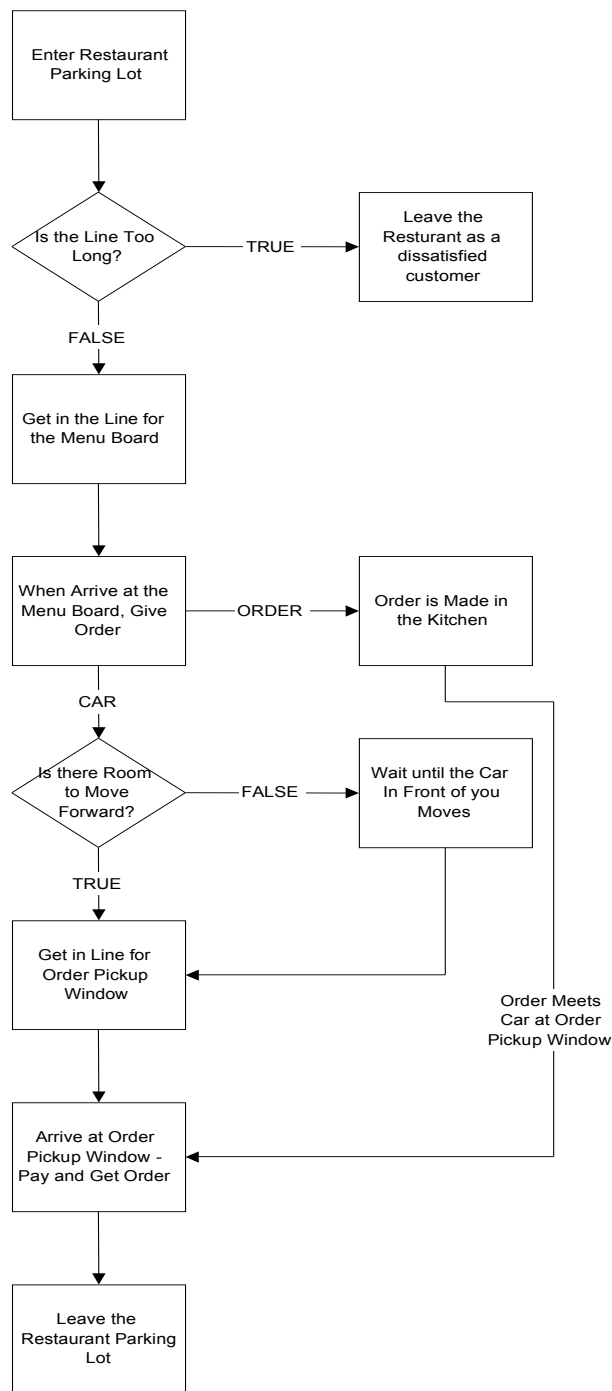 Enter Restaurant
Parking Lot
Is the Line Too
Long?
TRUE
Leave the
Resturant as a
dissatisfied
customer
FALSE
Get in the Line for
the Menu Board
When Arrive at the
Menu Board, Give
Order
ORDER
Order is Made in
the Kitchen
CAR
Is there Room
to Move
Forward?
FALSE
Wait until the Car
In Front of you
Moves
TRUE
Get in Line for
Order Pickup
Window
Order Meets
Car at Order
Pickup Window
Arrive at Order
Pickup Window -
Pay and Get Order
Leave the
Restaurant Parking
Lot